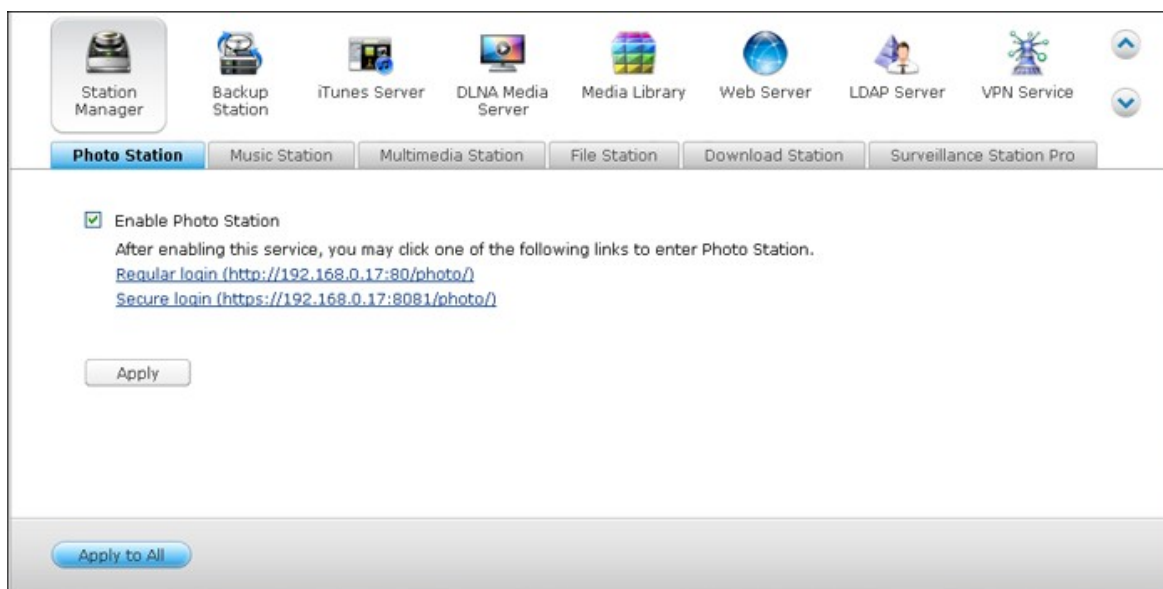 Station Manager
Backup Station
iTunes Server
DLNA Media Server
Media Library
Web Server
LDAP Server
VPN Service
Photo Station
Music Station
Multimedia Station
File Station
Download Station
Surveillance Station Pro
Enable Photo Station
After enabling this service, you may click one of the following links to enter Photo Station.
Regular login (http://192.168.0.17:80/photo/)
Secure login (https://192.168.0.17:8081/photo/)
Apply
Apply to All